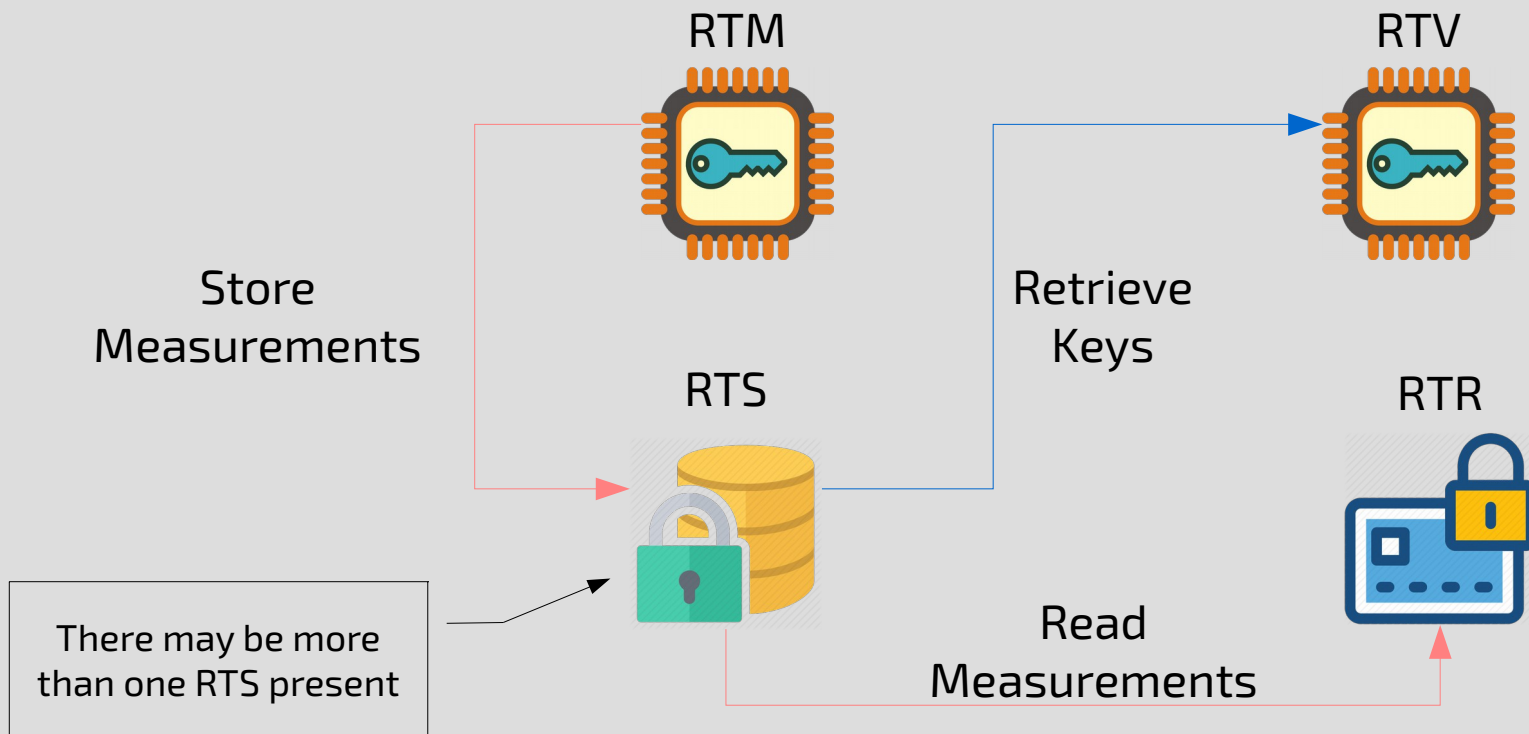 RTM
RTV
Store
Measurements
Retrieve
Keys
RTS
RTR
There may be more
than one RTS present
Read
Measurements